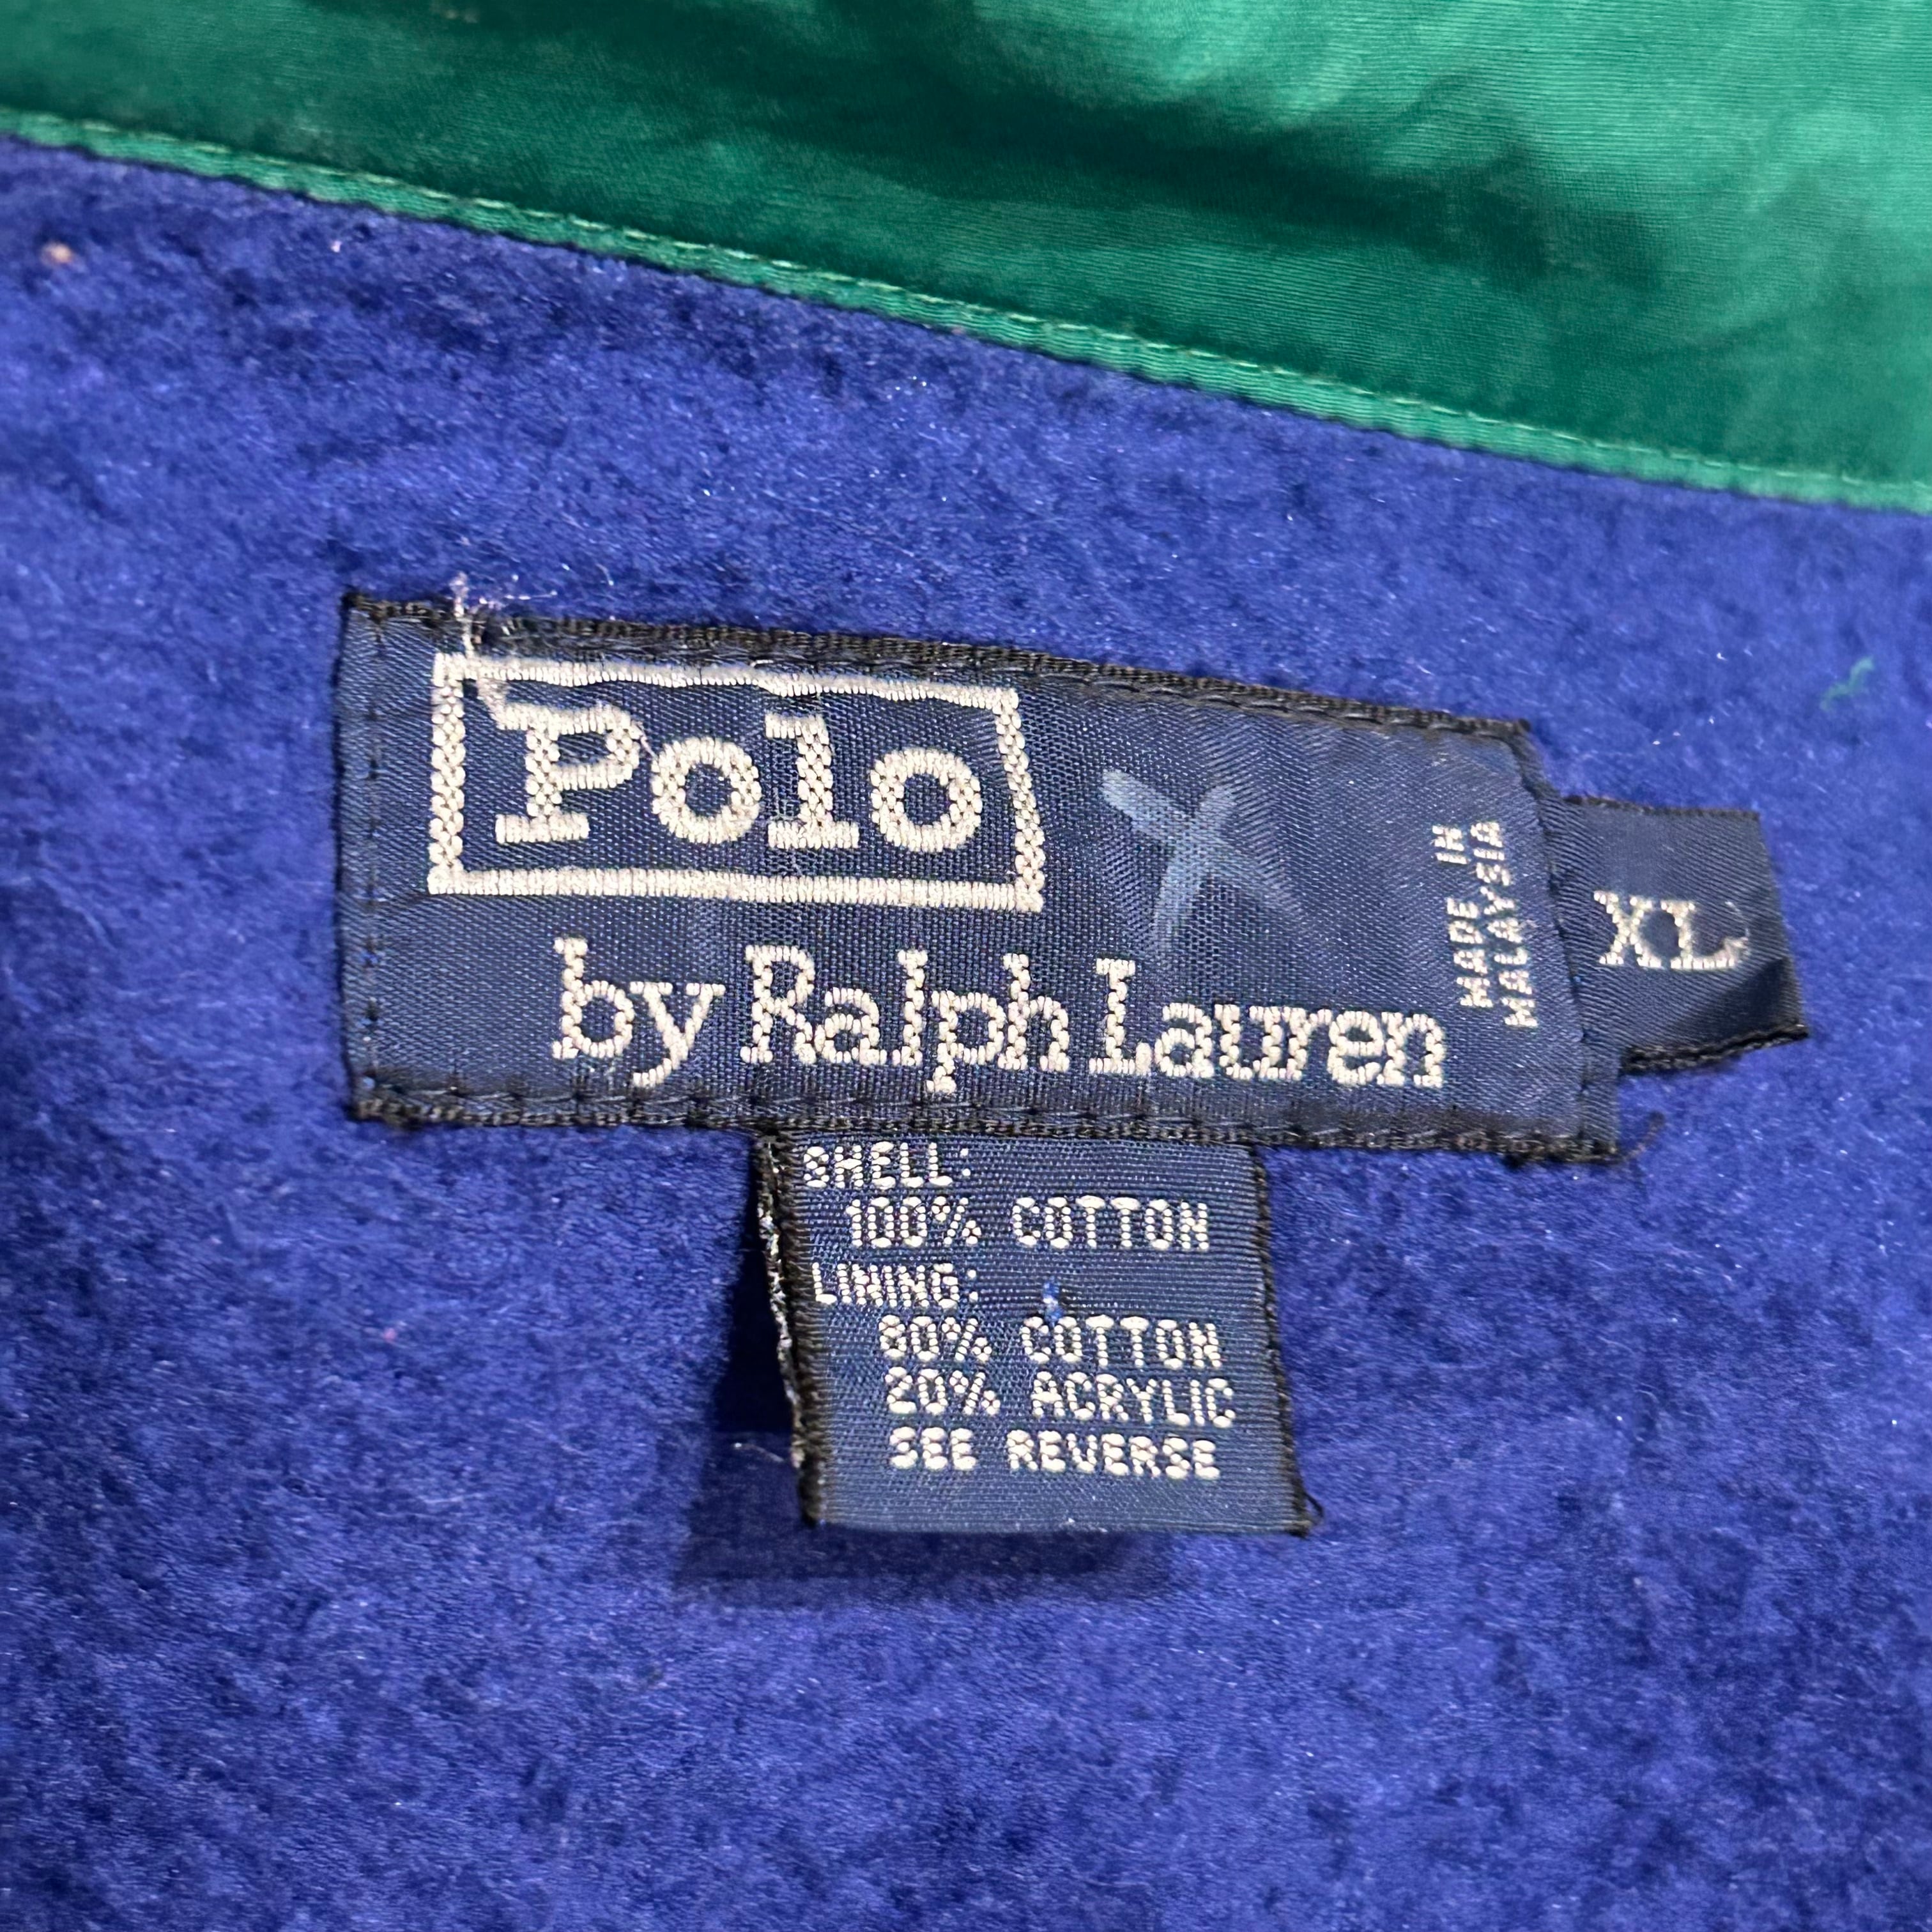 Polo
by Ralph Lauren
MADE IN
MALAYSIA
XL
SHELL:
100% COTTON
LINING:
80% COTTON
20% ACRYLIC
SEE REVERSE